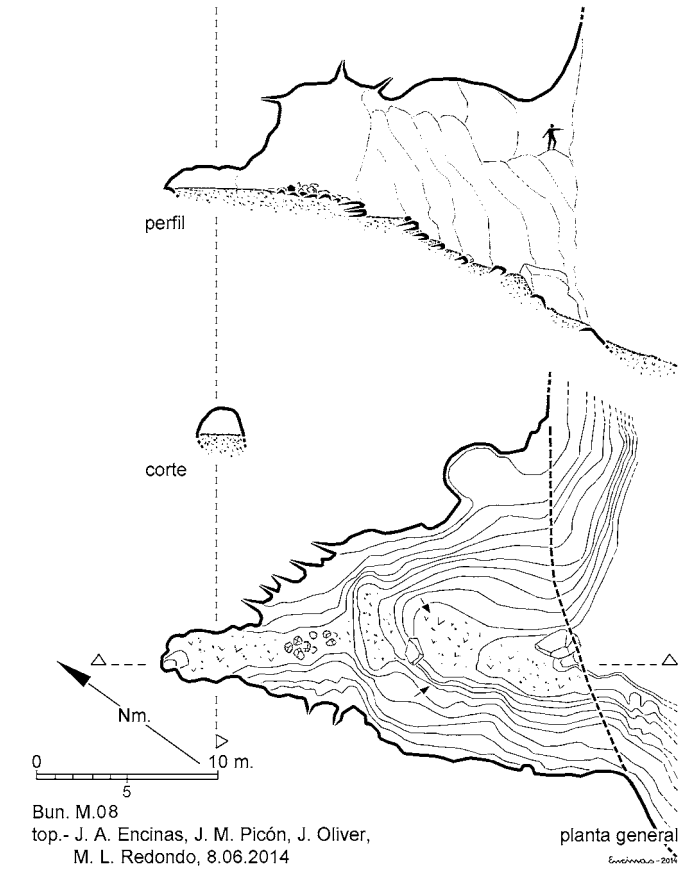 perfil
corte
Nm.
0 10 m.
5
Bun. M.08
top.- J. A. Encinas, J. M. Picón, J. Oliver,
M. L. Redondo, 8.06.2014
planta general
Encinas - 2014